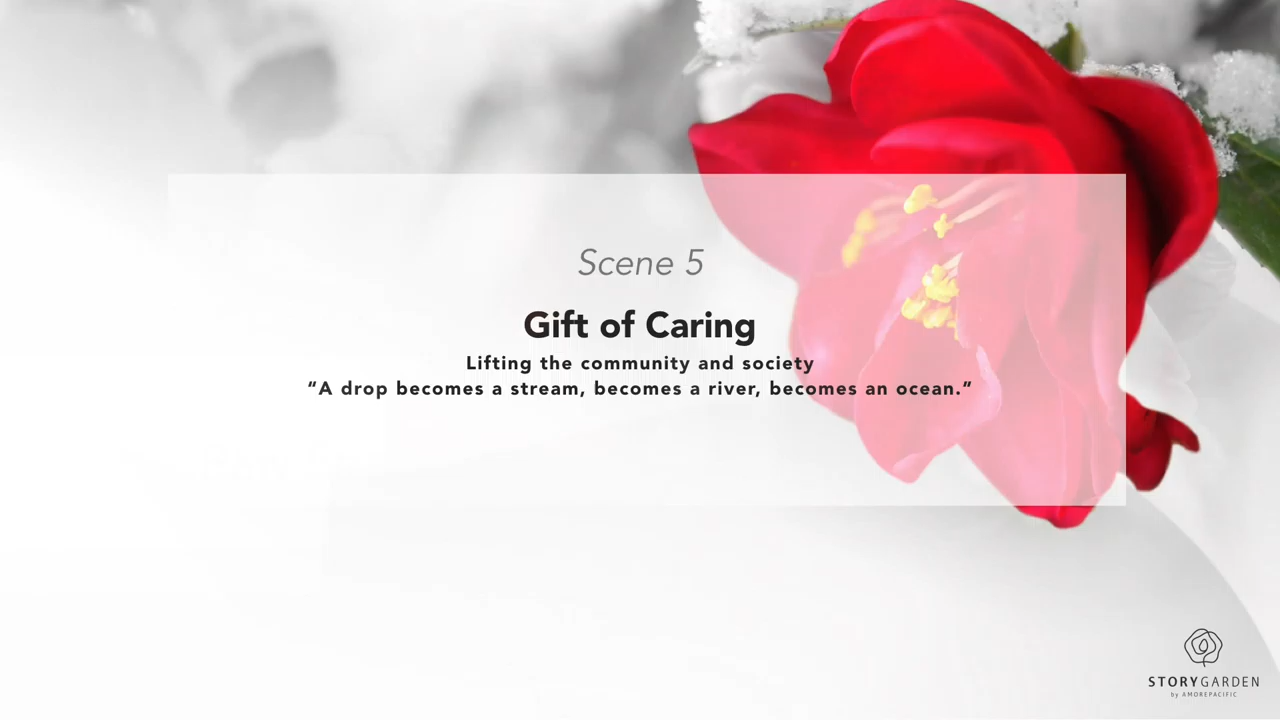 Scene 5
Gift of Caring
Lifting the community and society
“A drop becomes a stream, becomes a river, becomes an ocean.”
STORYGARDEN
by AMOREPACIFIC